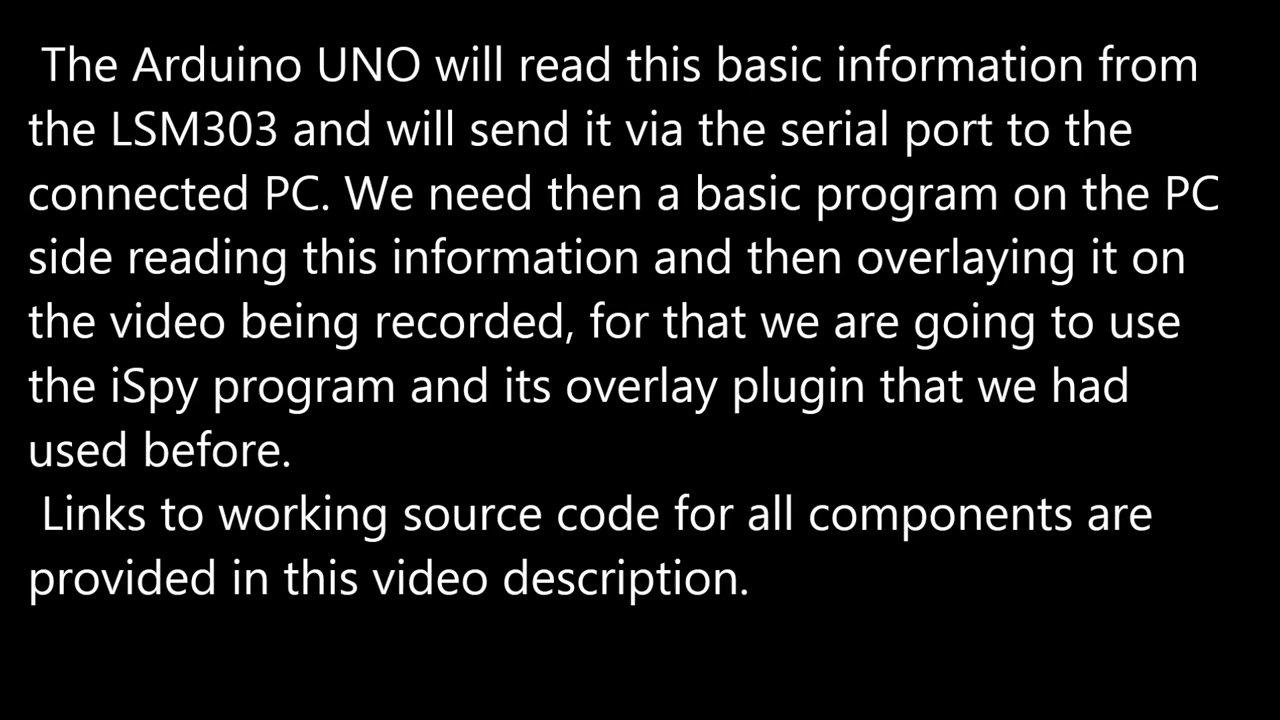 The Arduino UNO will read this basic information from
the LSM303 and will send it via the serial port to the
connected PC. We need then a basic program on the PC
side reading this information and then overlaying it on
the video being recorded, for that we are going to use
the iSpy program and its overlay plugin that we had
used before.
Links to working source code for all components are
provided in this video description.